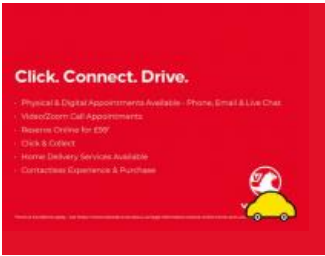 Click. Connect. Drive.
- Physical & Digital Appointments Available - Phone, Email & Live Chat
- Video/Zoom Call Appointments
- Reserve Online for £99*
- Click & Collect
- Home Delivery Services Available
- Contactless Experience & Purchase